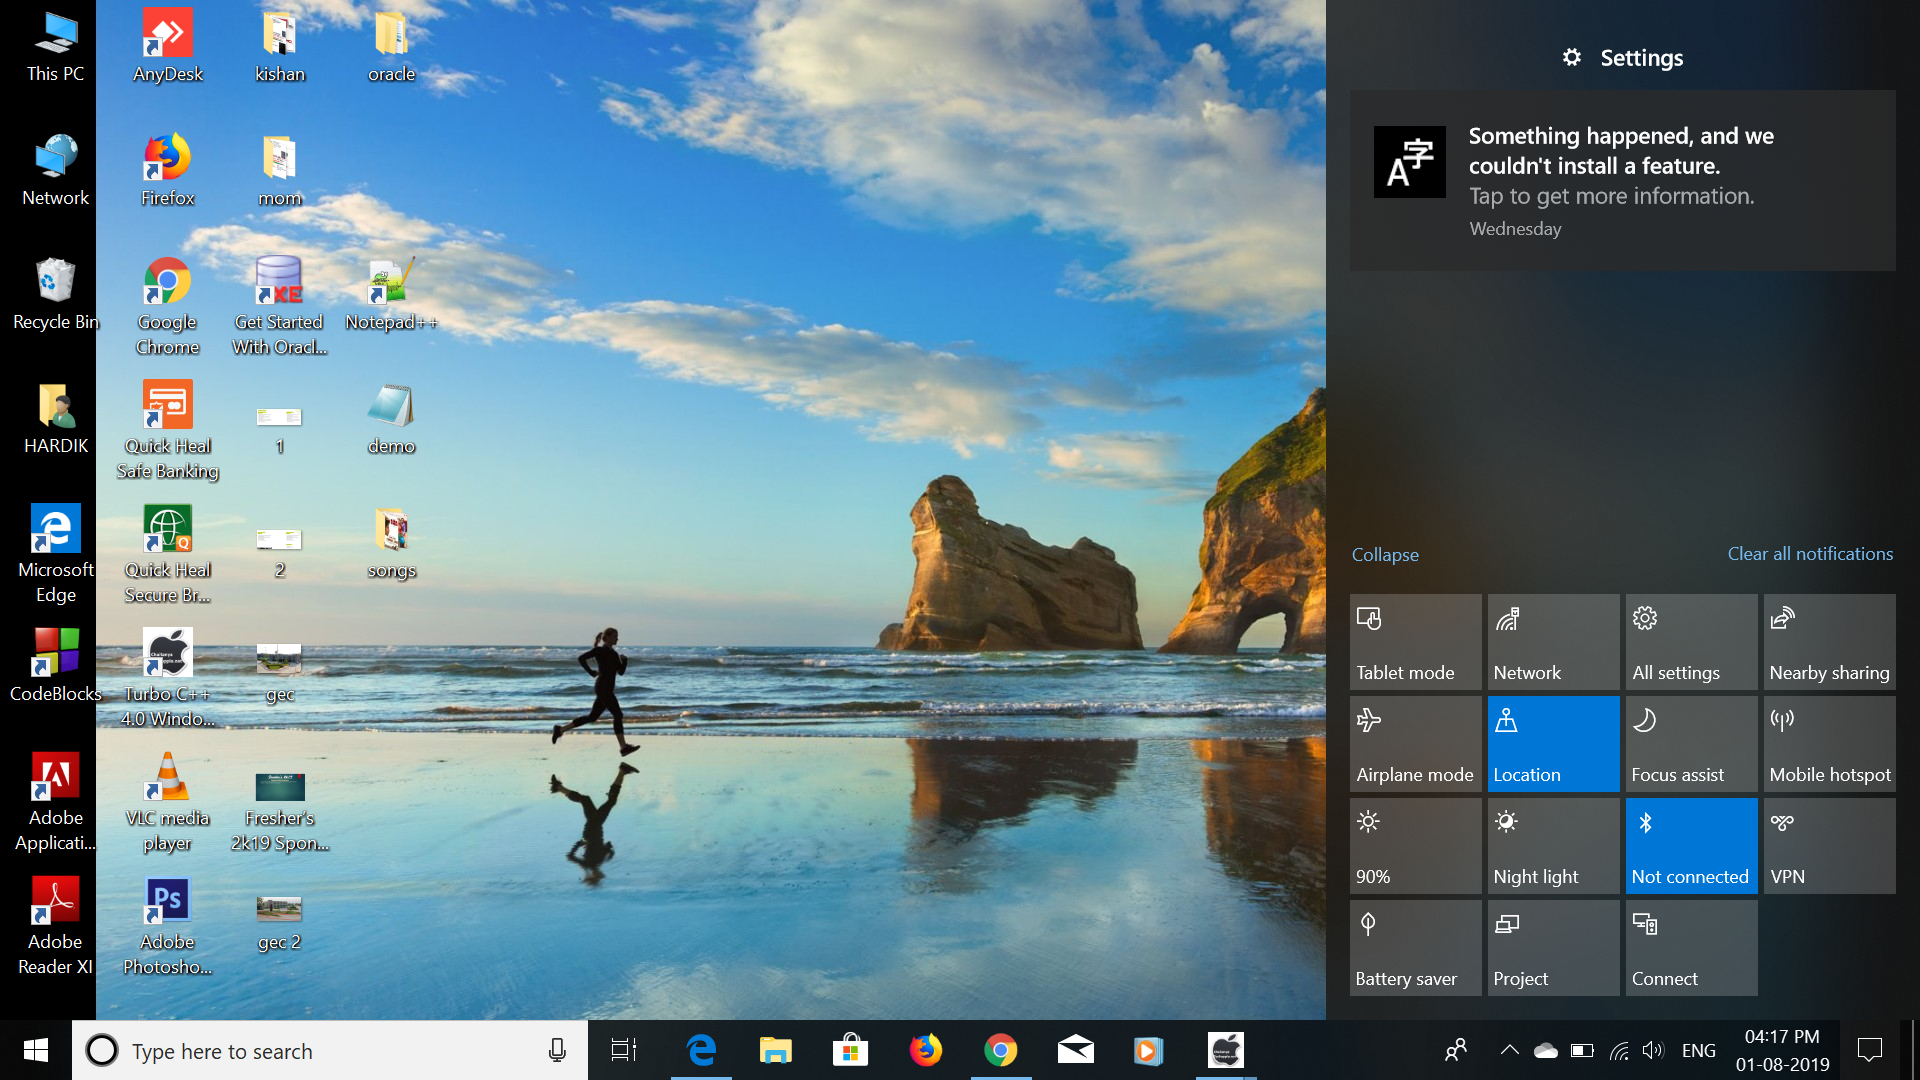 This PC
Network
Recycle Bin
HARDIK
Microsoft
Edge
CodeBlocks
Adobe
Applicati...
Adobe
Reader XI
AnyDesk
Firefox
Google
Chrome
Quick Heal
Safe Banking
Quick Heal
Secure Br...
Turbo C++
4.0 Windo...
VLC media
player
Ps
Adobe
Photosho...
kishan
mom
XE
Get Started
With Oracl...
1
2
gec
Fresher's
2k19 Spon...
gec 2
oracle
Notepad++
demo
songs
Settings
A字
Something happened, and we
couldn't install a feature.
Tap to get more information.
Wednesday
Collapse
Clear all notifications
Tablet mode
Network
All settings
Nearby sharing
Airplane mode
Location
Focus assist
Mobile hotspot
90%
Night light
Not connected
VPN
Battery saver
Project
Connect
Type here to search
ENG
04:17 PM
01-08-2019